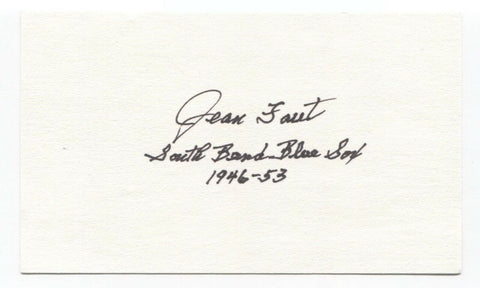 Jean Faut
South Bend Blue Sox
1946-53